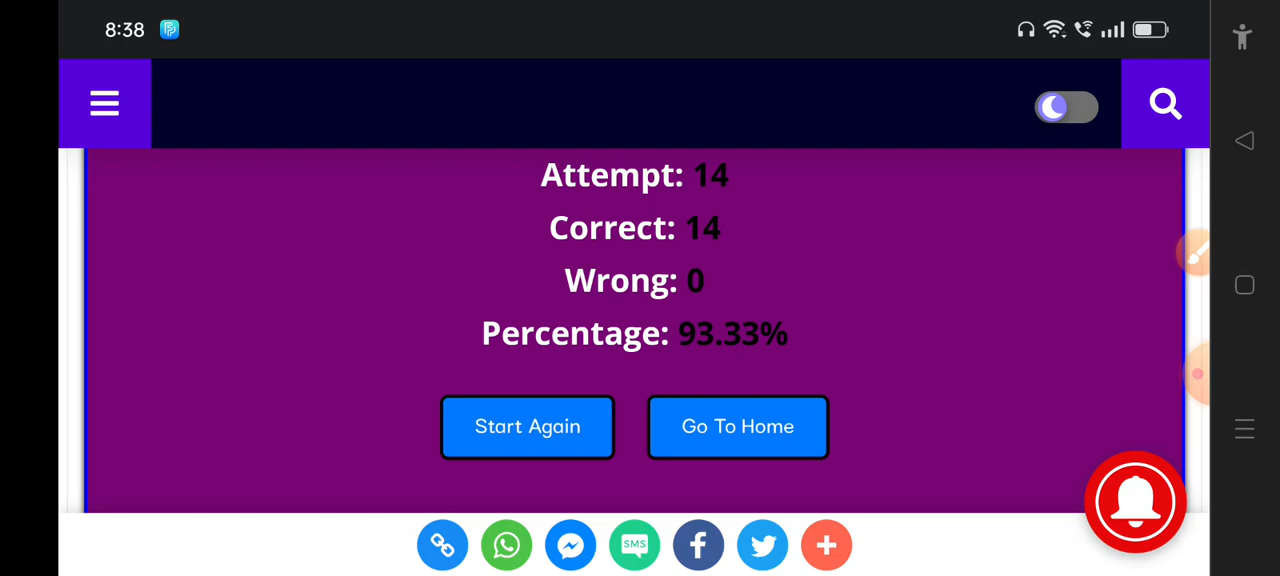 8:38
Attempt: 14
Correct: 14
Wrong: 0
Percentage: 93.33%
Start Again
Go To Home
SMS